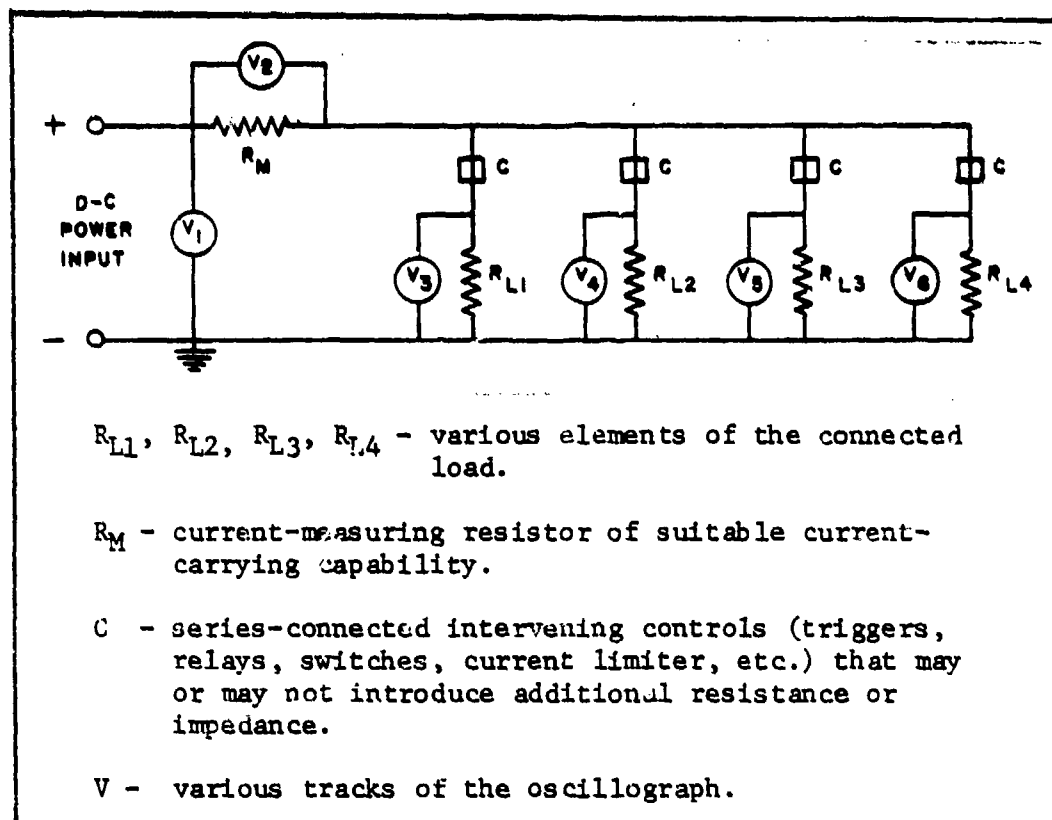 V2
+
RM
C
C
C
C
D-C
POWER
INPUT
V1
V3
RL1
V4
RL2
V5
RL3
V6
RL4
-
RL1, RL2, RL3, RL4 - various elements of the connected
load.
RM - current-measuring resistor of suitable current-
carrying capability.
C - series-connected intervening controls (triggers,
relays, switches, current limiter, etc.) that may
or may not introduce additional resistance or
impedance.
V - various tracks of the oscillograph.